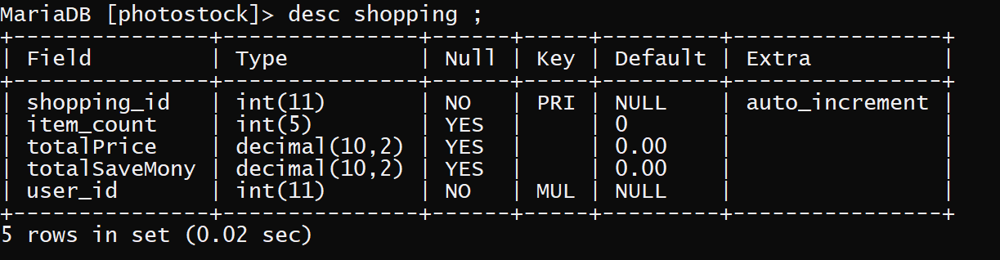 MariaDB [photostock]> desc shopping ;
+---------------+---------------+------+-----+---------+----------------+
| Field         | Type          | Null | Key | Default | Extra          |
+---------------+---------------+------+-----+---------+----------------+
| shopping_id   | int(11)       | NO   | PRI | NULL    | auto_increment |
| item_count    | int(5)        | YES  |     | 0       |                |
| totalPrice    | decimal(10,2) | YES  |     | 0.00    |                |
| totalSaveMony | decimal(10,2) | YES  |     | 0.00    |                |
| user_id       | int(11)       | NO   | MUL | NULL    |                |
+---------------+---------------+------+-----+---------+----------------+
5 rows in set (0.02 sec)